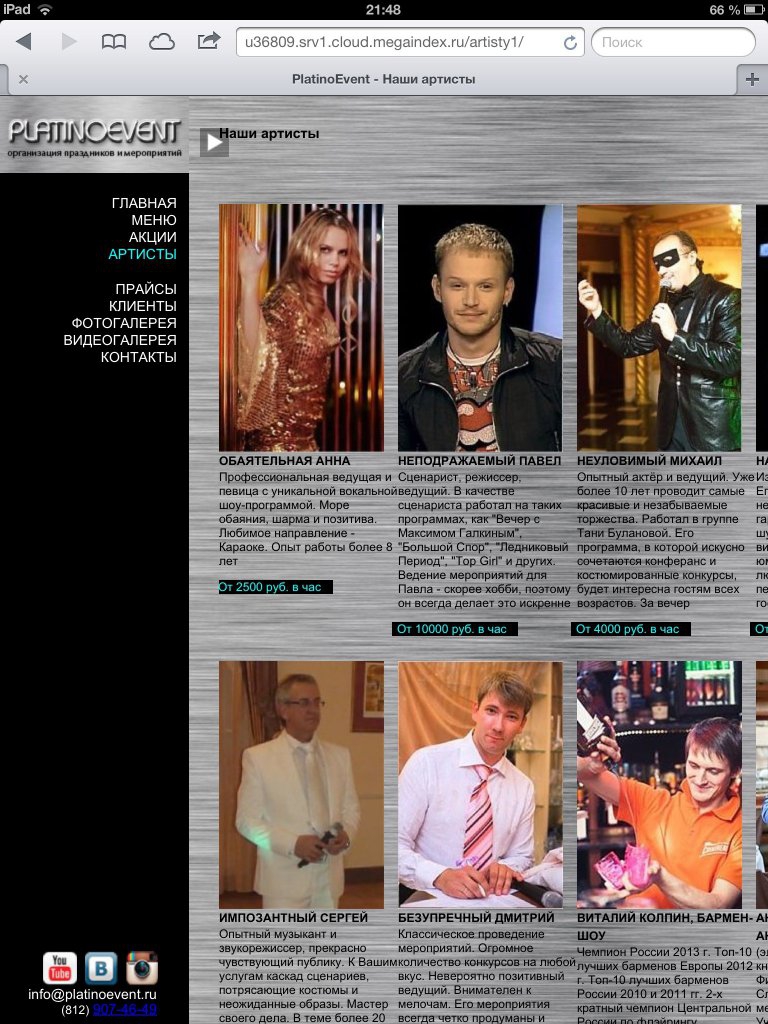 iPad
21:48
66 %
u36809.srv1.cloud.megaindex.ru/artisty1/
Поиск
PlatinoEvent - Наши артисты
PLATINOEVENT
организация праздников и мероприятий
ГЛАВНАЯ
МЕНЮ
АКЦИИ
АРТИСТЫ
ПРАЙСЫ
КЛИЕНТЫ
ФОТОГАЛЕРЕЯ
ВИДЕОГАЛЕРЕЯ
КОНТАКТЫ
You
Tube
B
info@platinoevent.ru
(812) 907-46-49
Наши артисты
ОБАЯТЕЛЬНАЯ АННА
Профессиональная ведущая и
певица с уникальной вокальной
шоу-программой. Море
обаяния, шарма и позитива.
Любимое направление -
Караоке. Опыт работы более 8
лет
От 2500 руб. в час
НЕПОДРАЖАЕМЫЙ ПАВЕЛ
Сценарист, режиссер,
ведущий. В качестве
сценариста работал на таких
программах, как "Вечер с
Максимом Галкиным",
"Большой Спор", "Ледниковый
Период", "Top Girl" и других.
Ведение мероприятий для
Павла - скорее хобби, поэтому
он всегда делает это искренне
От 10000 руб. в час
НЕУЛОВИМЫЙ МИХАИЛ
Опытный актёр и ведущий. Уже
более 10 лет проводит самые
красивые и незабываемые
торжества. Работал в группе
Тани Булановой. Его
программа, в которой искусно
сочетаются конферанс и
костюмированные конкурсы,
будет интересна гостям всех
возрастов. За вечер
От 4000 руб. в час
ИМПОЗАНТНЫЙ СЕРГЕЙ
Опытный музыкант и
звукорежиссер, прекрасно
чувствующий публику. К Вашим
услугам каскад сценариев,
потрясающие костюмы и
неожиданные образы. Мастер
своего дела. В теме более 20
БЕЗУПРЕЧНЫЙ ДМИТРИЙ
Классическое проведение
мероприятий. Огромное
количество конкурсов на любой
вкус. Невероятно позитивный
ведущий. Внимателен к
мелочам. Его мероприятия
всегда четко продуманы и
ВИТАЛИЙ КОЛПИН, БАРМЕН-
ШОУ
Чемпион России 2013 г. Топ-10
лучших барменов Европы 2012
г. Топ-10 лучших барменов
России 2010 и 2011 гг. 2-х
кратный чемпион Центральной
России по флэйрингу